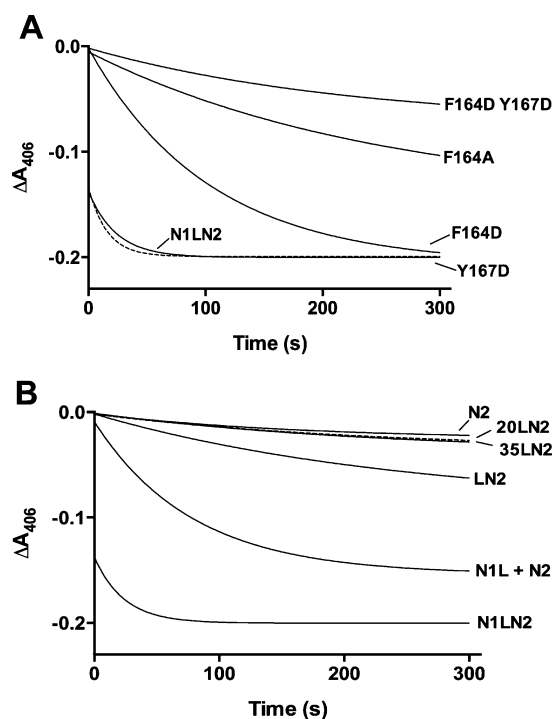 A
0.0
-0.1
-0.2
ΔA406
F164D Y167D
F164A
F164D
Y167D
N1LN2
0 100 200 300
Time (s)
B
0.0
-0.1
-0.2
ΔA406
N2
20LN2
35LN2
LN2
N1L + N2
N1LN2
0 100 200 300
Time (s)